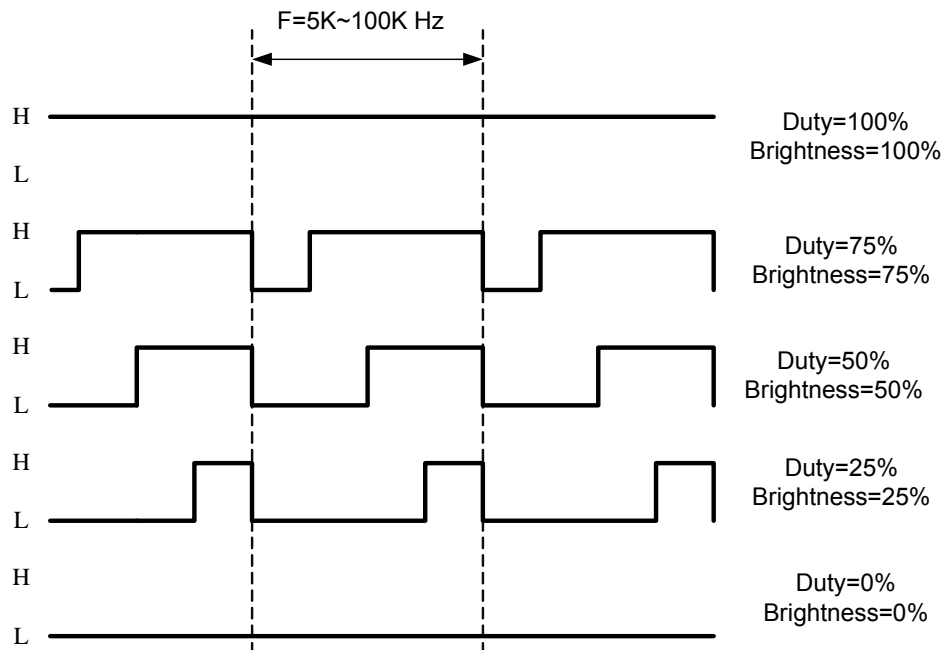 F=5K~100K Hz
H
Duty=100%
Brightness=100%
L
H
Duty=75%
Brightness=75%
L
H
Duty=50%
Brightness=50%
L
H
Duty=25%
Brightness=25%
L
H
Duty=0%
Brightness=0%
L